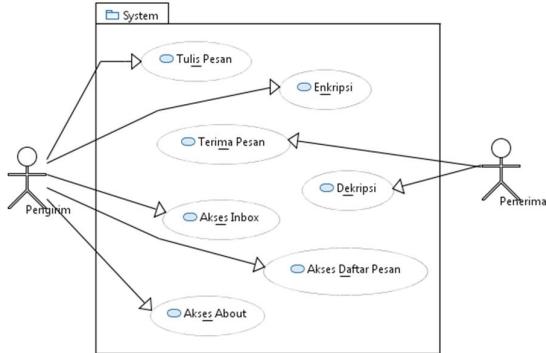 System
Tulis Pesan
Enkripsi
Terima Pesan
Dekripsi
Pengirim
Penerima
Akses Inbox
Akses Daftar Pesan
Akses About